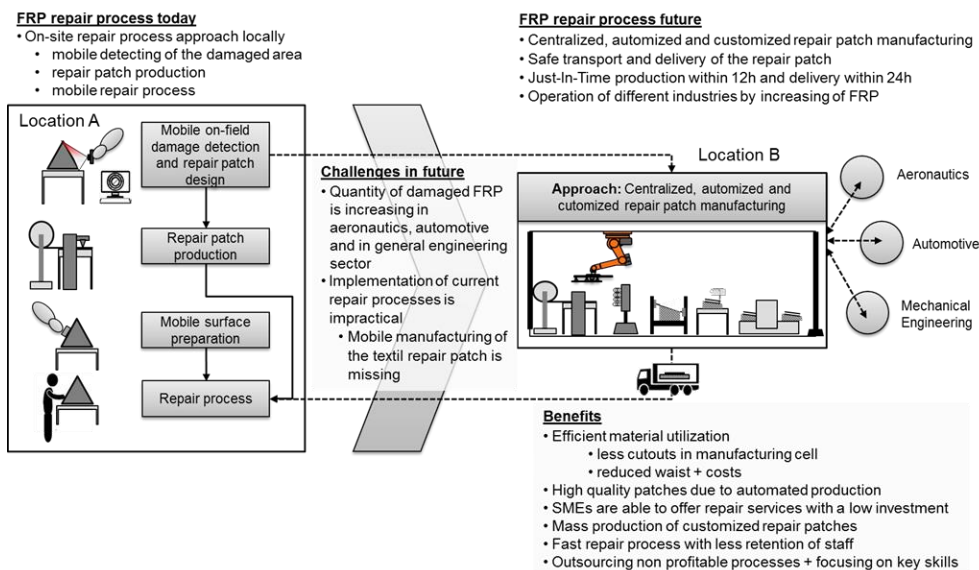 FRP repair process today
• On-site repair process approach locally
• mobile detecting of the damaged area
• repair patch production
• mobile repair process
FRP repair process future
• Centralized, automized and customized repair patch manufacturing
• Safe transport and delivery of the repair patch
• Just-In-Time production within 12h and delivery within 24h
• Operation of different industries by increasing of FRP
Location A
Mobile on-field
damage detection
and repair patch
design
Repair patch
production
Mobile surface
preparation
Repair process
Challenges in future
• Quantity of damaged FRP
is increasing in
aeronautics, automotive
and in general engineering
sector
• Implementation of current
repair processes is
impractical
• Mobile manufacturing of
the textil repair patch is
missing
Location B
Approach: Centralized, automized and
cutomized repair patch manufacturing
Aeronautics
Automotive
Mechanical
Engineering
Benefits
• Efficient material utilization
• less cutouts in manufacturing cell
• reduced waist + costs
• High quality patches due to automated production
• SMEs are able to offer repair services with a low investment
• Mass production of customized repair patches
• Fast repair process with less retention of staff
• Outsourcing non profitable processes + focusing on key skills